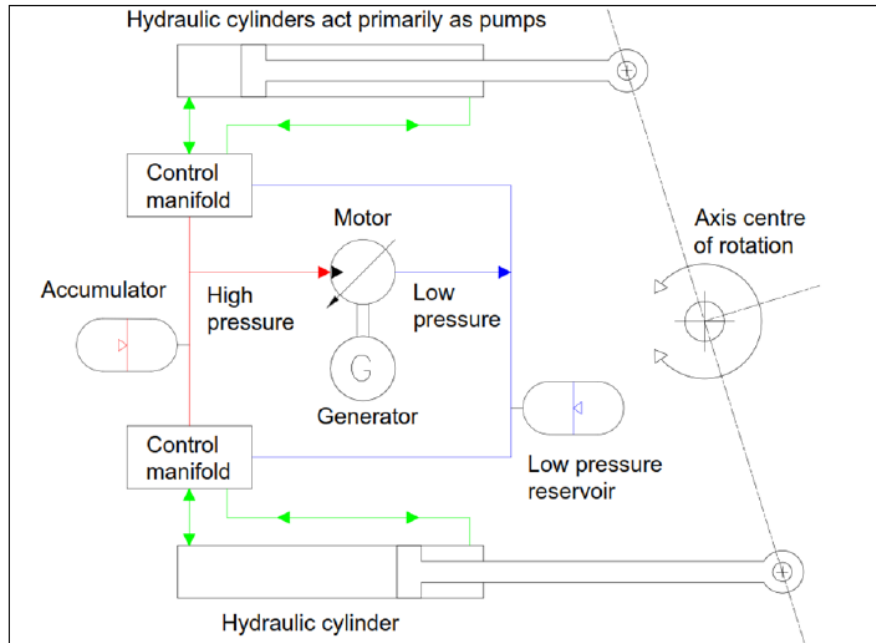 Hydraulic cylinders act primarily as pumps
Control
manifold
Motor
Axis centre
of rotation
Accumulator
High
pressure
Low
pressure
G
Generator
Control
manifold
Low pressure
reservoir
Hydraulic cylinder